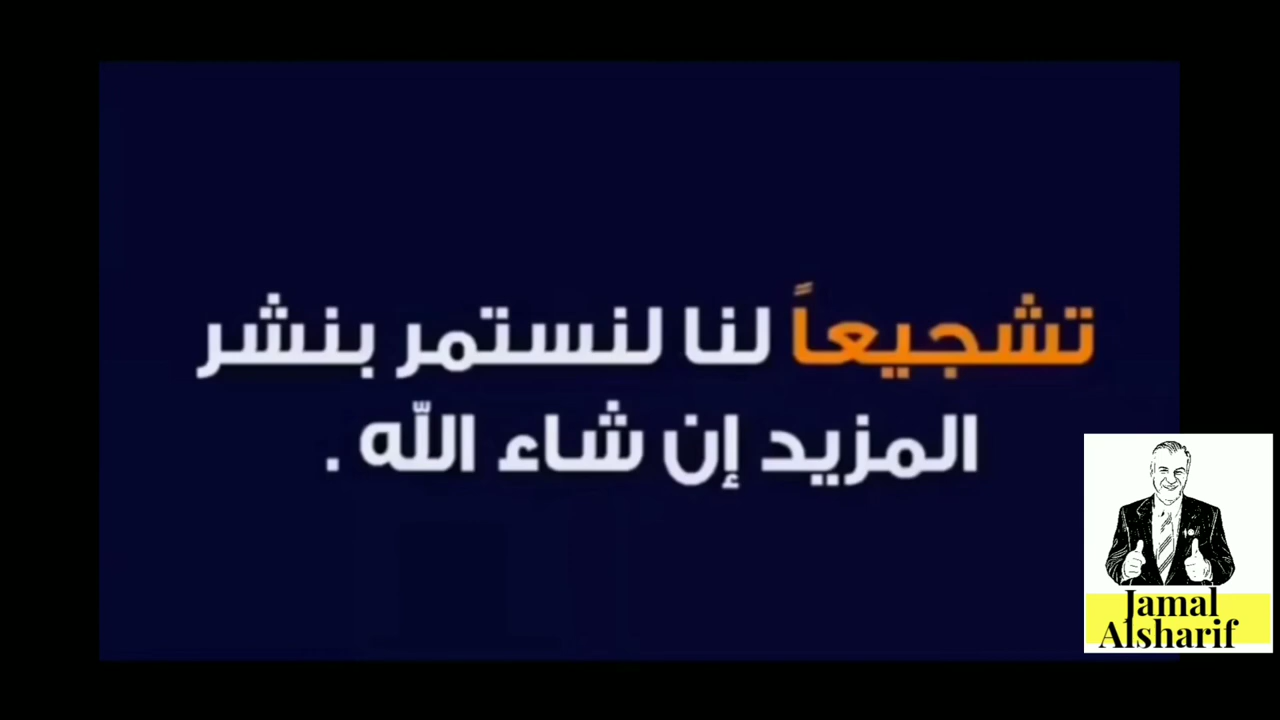 تشجيعاً لنا لنستمر بنشر
المزيد إن شاء الله .
Jamal
Alsharif